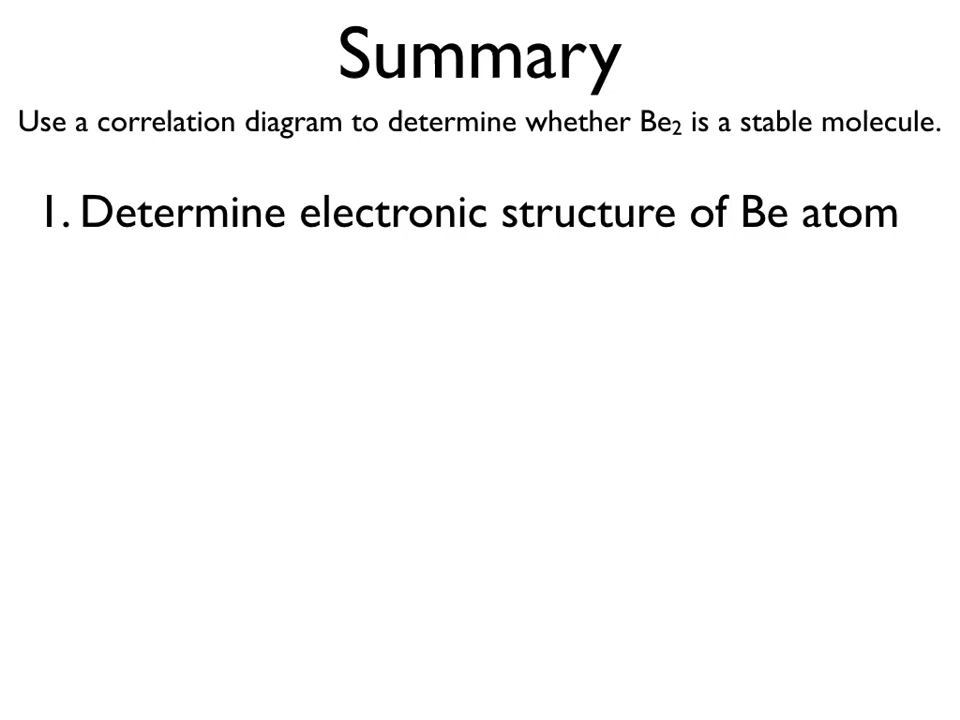 Summary
Use a correlation diagram to determine whether Be₂ is a stable molecule.
1. Determine electronic structure of Be atom